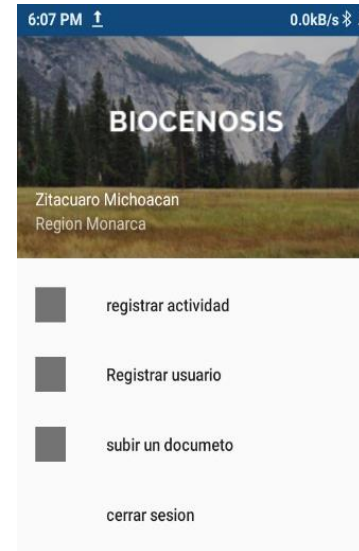 6:07 PM 0.0kB/s
BIOCENOSIS
Zitacuaro Michoacan
Region Monarca
registrar actividad
Registrar usuario
subir un documeto
cerrar sesion